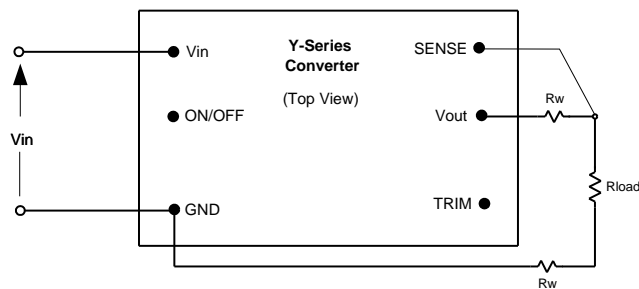 Y-Series
Converter
(Top View)
Vin
SENSE
ON/OFF
Vout
Rw
Vin
Rload
GND
TRIM
Rw